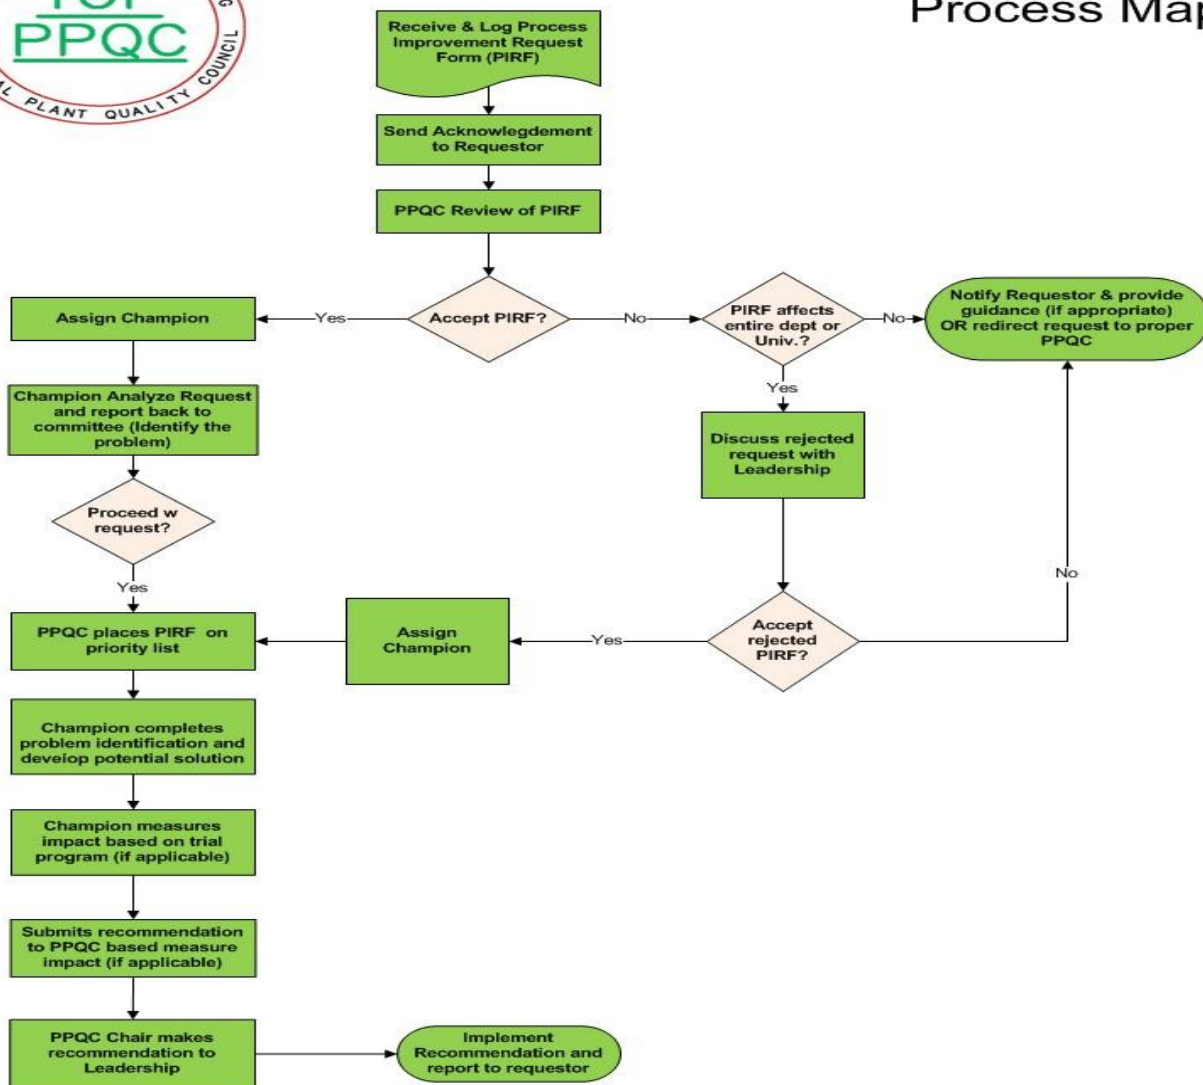 PPQC
PLANT QUALITY COUNCIL
Process Map
Receive & Log Process
Improvement Request
Form (PIRF)
Send Acknowlegdement
to Requestor
PPQC Review of PIRF
Accept PIRF?
Yes
No
Assign Champion
PIRF affects
entire dept or
Univ.?
No
Yes
Notify Requestor & provide
guidance (if appropriate)
OR redirect request to proper
PPQC
Champion Analyze Request
and report back to
committee (Identify the
problem)
Discuss rejected
request with
Leadership
Proceed w
request?
Yes
No
PPQC places PIRF on
priority list
Assign
Champion
Yes
Accept
rejected
PIRF?
Champion completes
problem identification and
develop potential solution
Champion measures
impact based on trial
program (if applicable)
Submits recommendation
to PPQC based measure
impact (if applicable)
PPQC Chair makes
recommendation to
Leadership
Implement
Recommendation and
report to requestor